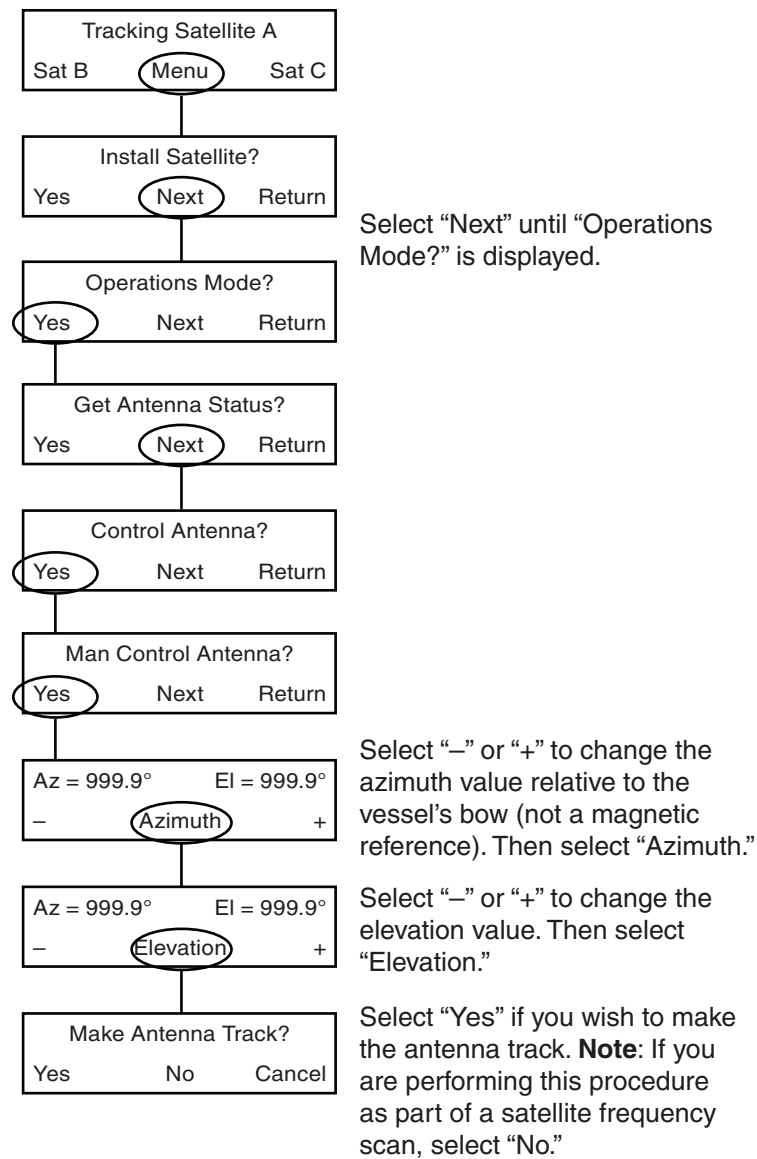 Tracking Satellite A
Sat B Menu Sat C
Install Satellite?
Yes Next Return
Select “Next” until “Operations
Mode?” is displayed.
Operations Mode?
Yes Next Return
Get Antenna Status?
Yes Next Return
Control Antenna?
Yes Next Return
Man Control Antenna?
Yes Next Return
Az = 999.9° El = 999.9°
– Azimuth +
Select “–” or “+” to change the
azimuth value relative to the
vessel’s bow (not a magnetic
reference). Then select “Azimuth.”
Az = 999.9° El = 999.9°
– Elevation +
Select “–” or “+” to change the
elevation value. Then select
“Elevation.”
Make Antenna Track?
Yes No Cancel
Select “Yes” if you wish to make
the antenna track. Note: If you
are performing this procedure
as part of a satellite frequency
scan, select “No.”